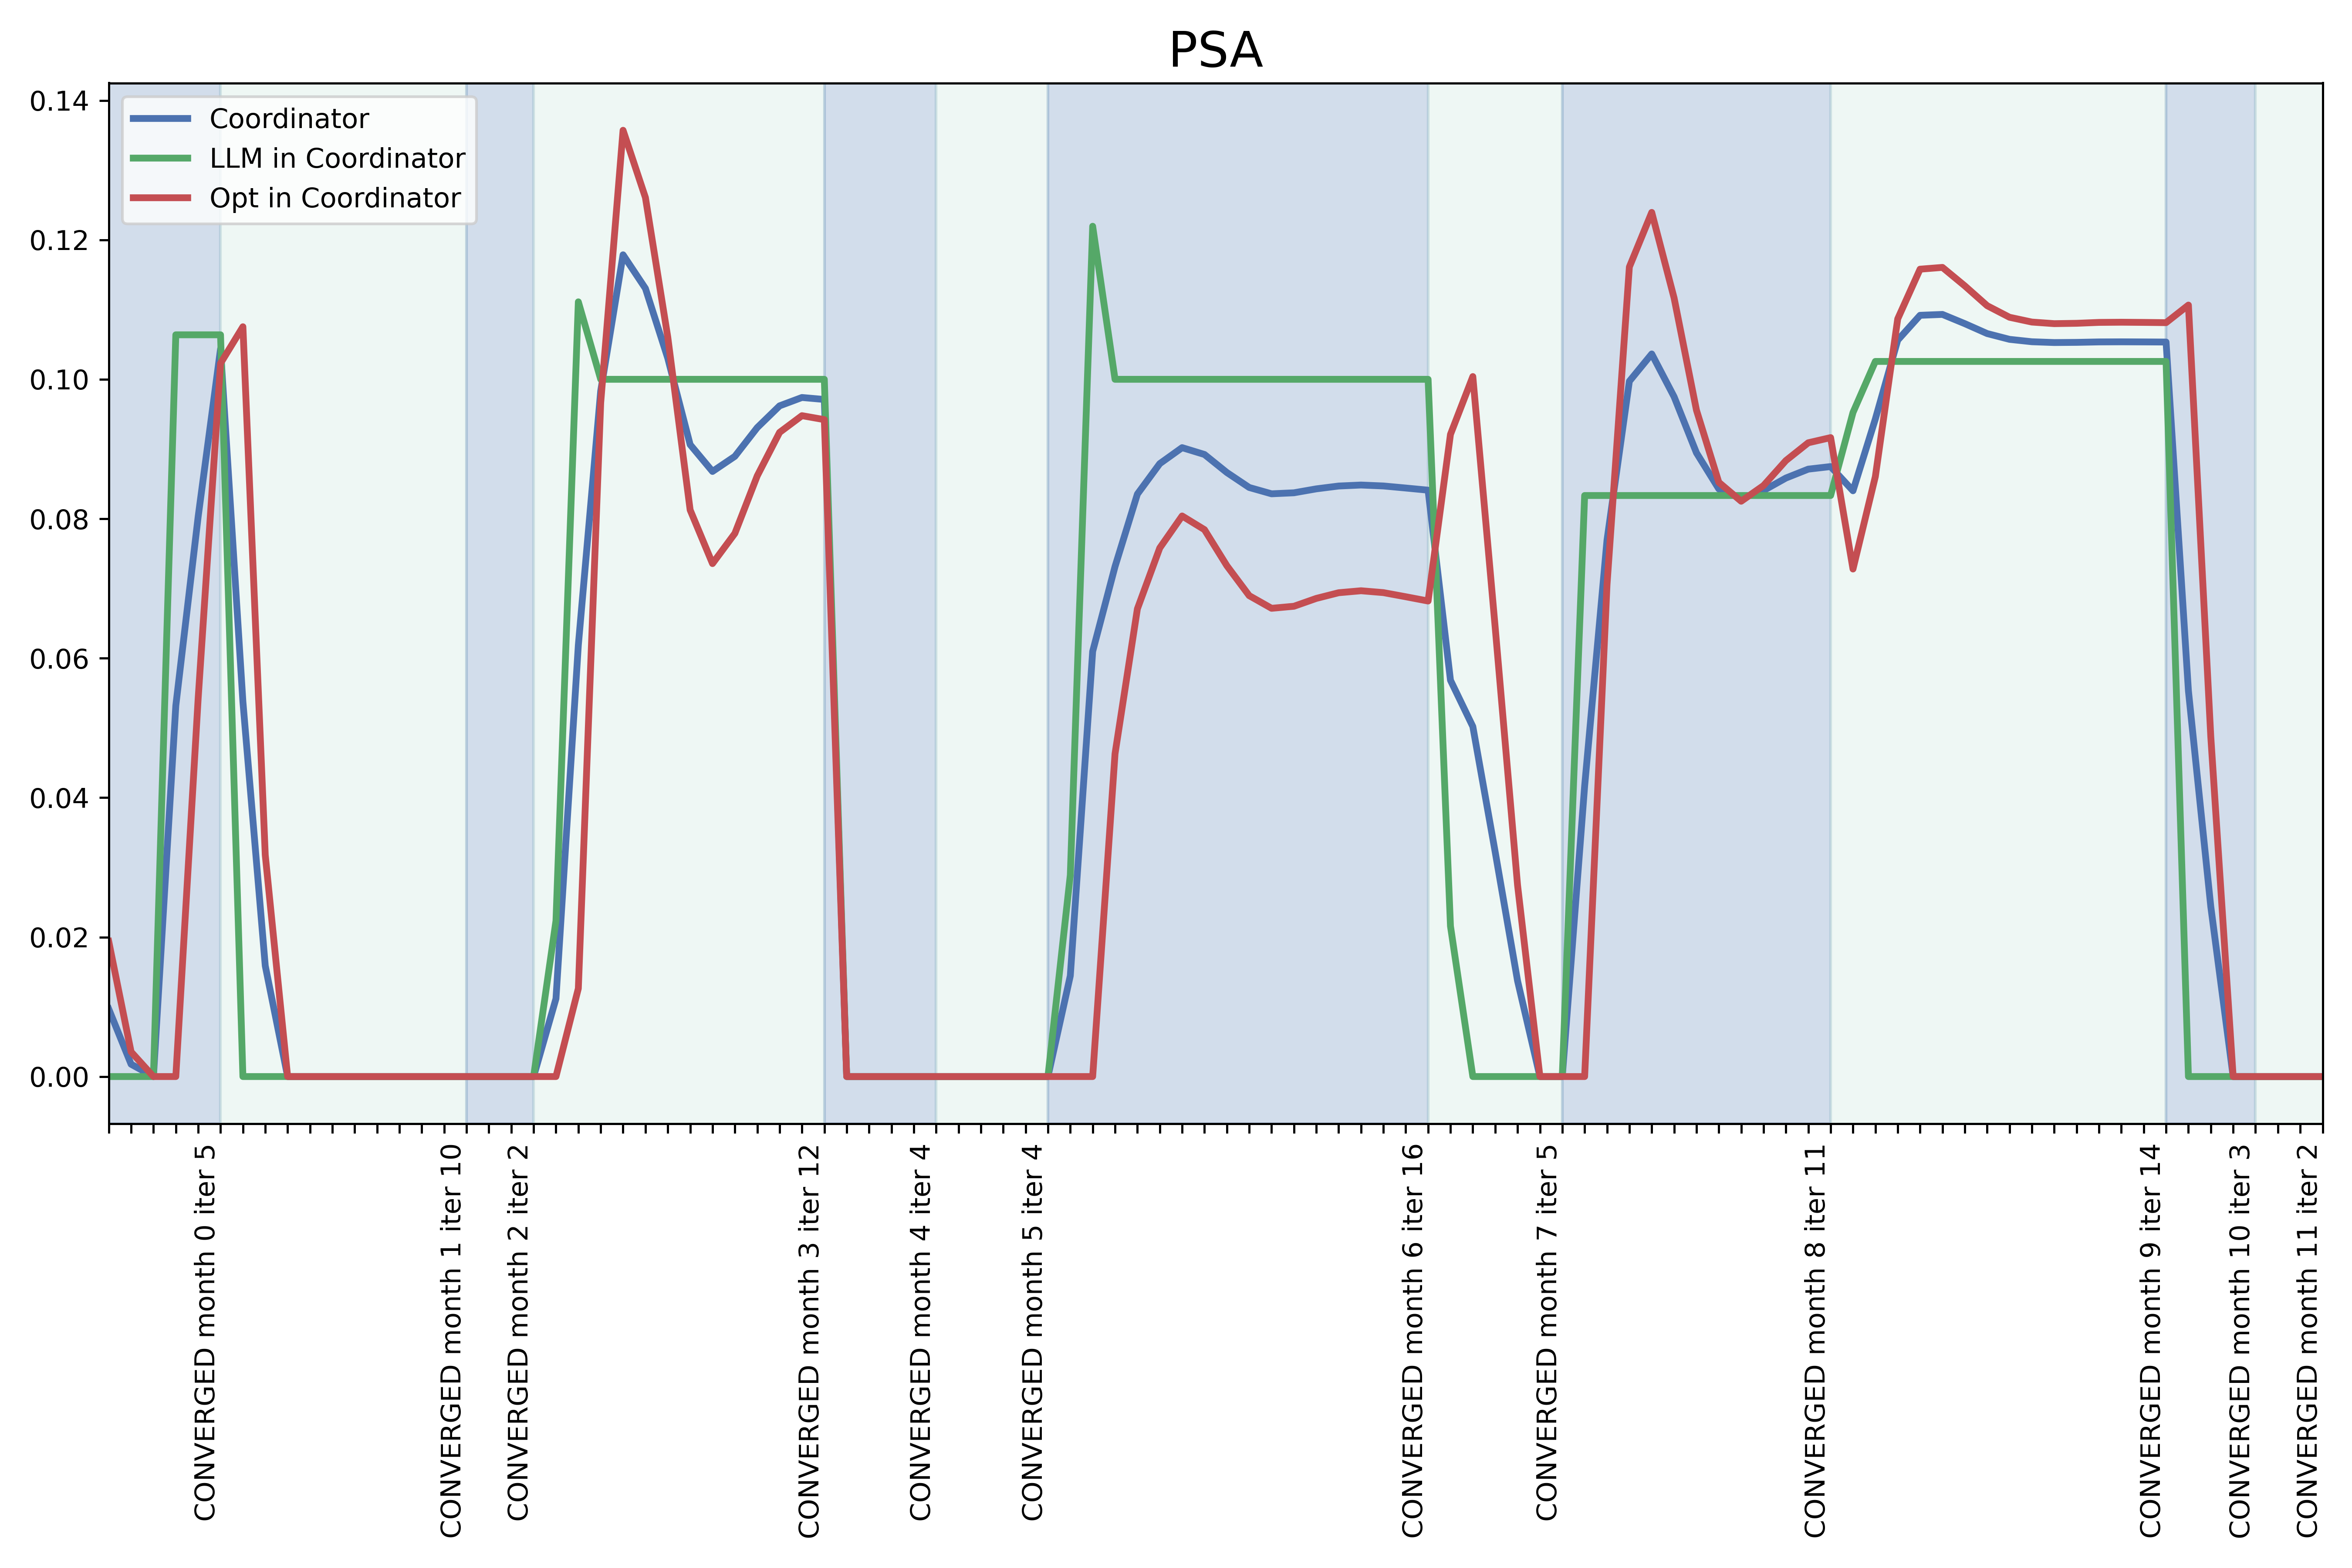 PSA
0.14
0.12
0.10
0.08
0.06
0.04
0.02
0.00
Coordinator
LLM in Coordinator
Opt in Coordinator
CONVERGED month 0 iter 5
CONVERGED month 1 iter 10
CONVERGED month 2 iter 2
CONVERGED month 3 iter 12
CONVERGED month 4 iter 4
CONVERGED month 5 iter 4
CONVERGED month 6 iter 16
CONVERGED month 7 iter 5
CONVERGED month 8 iter 11
CONVERGED month 9 iter 14
CONVERGED month 10 iter 3
CONVERGED month 11 iter 2